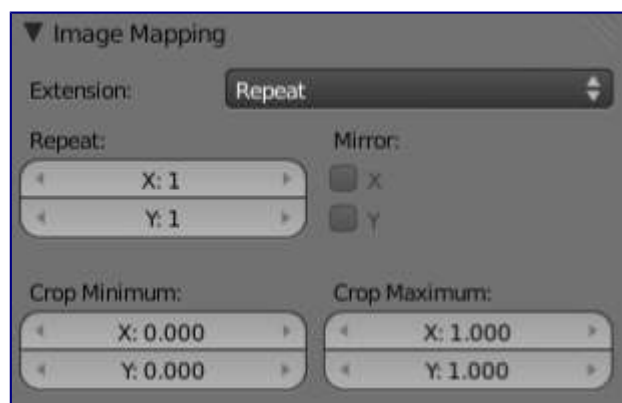 Image Mapping
Extension: Repeat
Repeat: Mirror:
X: 1 X
Y: 1 Y
Crop Minimum: Crop Maximum:
X: 0.000 X: 1.000
Y: 0.000 Y: 1.000